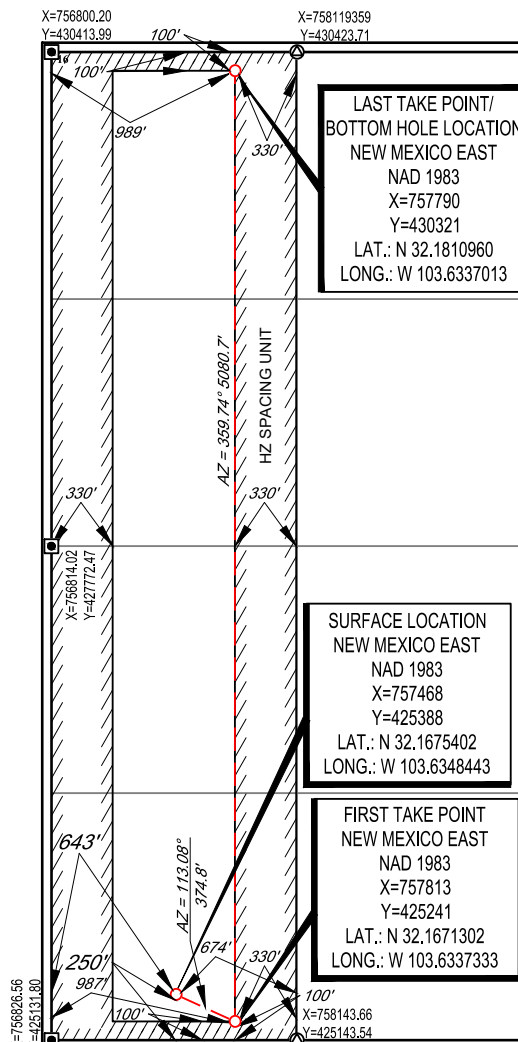 X=756800.20
Y=430413.99
X=758119359
Y=430423.71
100'
16
100'
989'
330'
LAST TAKE POINT/
BOTTOM HOLE LOCATION
NEW MEXICO EAST
NAD 1983
X=757790
Y=430321
LAT.: N 32.1810960
LONG.: W 103.6337013
AZ = 359.74° 5080.7'
HZ SPACING UNIT
330'
330'
X=756814.02
Y=427772.47
SURFACE LOCATION
NEW MEXICO EAST
NAD 1983
X=757468
Y=425388
LAT.: N 32.1675402
LONG.: W 103.6348443
FIRST TAKE POINT
NEW MEXICO EAST
NAD 1983
X=757813
Y=425241
LAT.: N 32.1671302
LONG.: W 103.6337333
643'
AZ = 113.08°
374.8'
674'
330'
250'
987'
100'
100'
X=758143.66
Y=425143.54
=756826.56
=425131.80